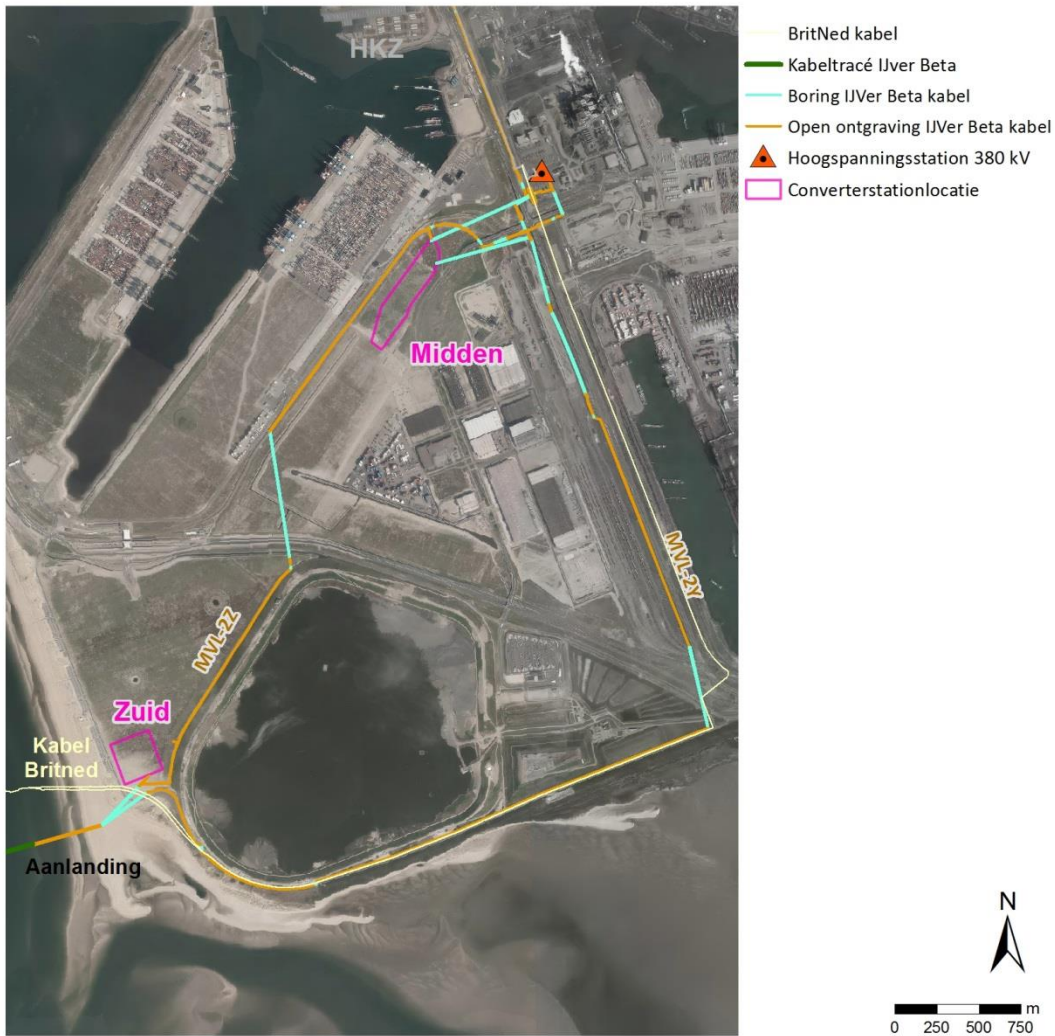 HKZ
BritNed kabel
Kabeltracé IJver Beta
Boring IJVer Beta kabel
Open ontgraving IJVer Beta kabel
Hoogspanningsstation 380 kV
Converterstationlocatie
Midden
MVL-2Y
MVL-2Z
Zuid
Kabel
Britned
Aanlanding
N
m
0 250 500 750